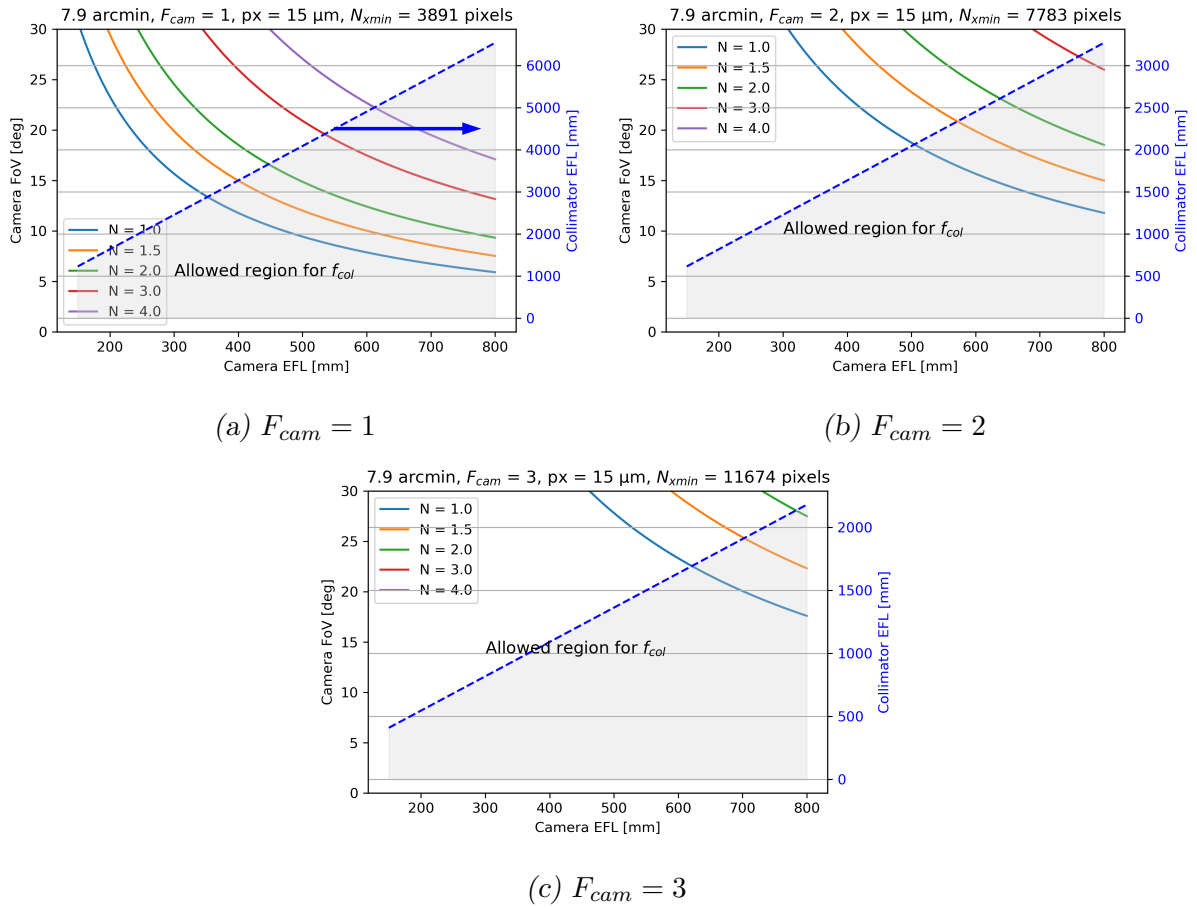 7.9 arcmin, F_cam = 1, px = 15 μm, N_xmin = 3891 pixels
30
25
20
15
10
5
0
Camera FoV [deg]
N = 1.0
N = 1.5
N = 2.0
N = 3.0
N = 4.0
Allowed region for f_col
6000
5000
4000
3000
2000
1000
0
Collimator EFL [mm]
200 300 400 500 600 700 800
Camera EFL [mm]
(a) F_cam = 1
7.9 arcmin, F_cam = 2, px = 15 μm, N_xmin = 7783 pixels
30
25
20
15
10
5
0
Camera FoV [deg]
N = 1.0
N = 1.5
N = 2.0
N = 3.0
N = 4.0
Allowed region for f_col
3000
2500
2000
1500
1000
500
0
Collimator EFL [mm]
200 300 400 500 600 700 800
Camera EFL [mm]
(b) F_cam = 2
7.9 arcmin, F_cam = 3, px = 15 μm, N_xmin = 11674 pixels
30
25
20
15
10
5
0
Camera FoV [deg]
N = 1.0
N = 1.5
N = 2.0
N = 3.0
N = 4.0
Allowed region for f_col
2000
1500
1000
500
0
Collimator EFL [mm]
200 300 400 500 600 700 800
Camera EFL [mm]
(c) F_cam = 3